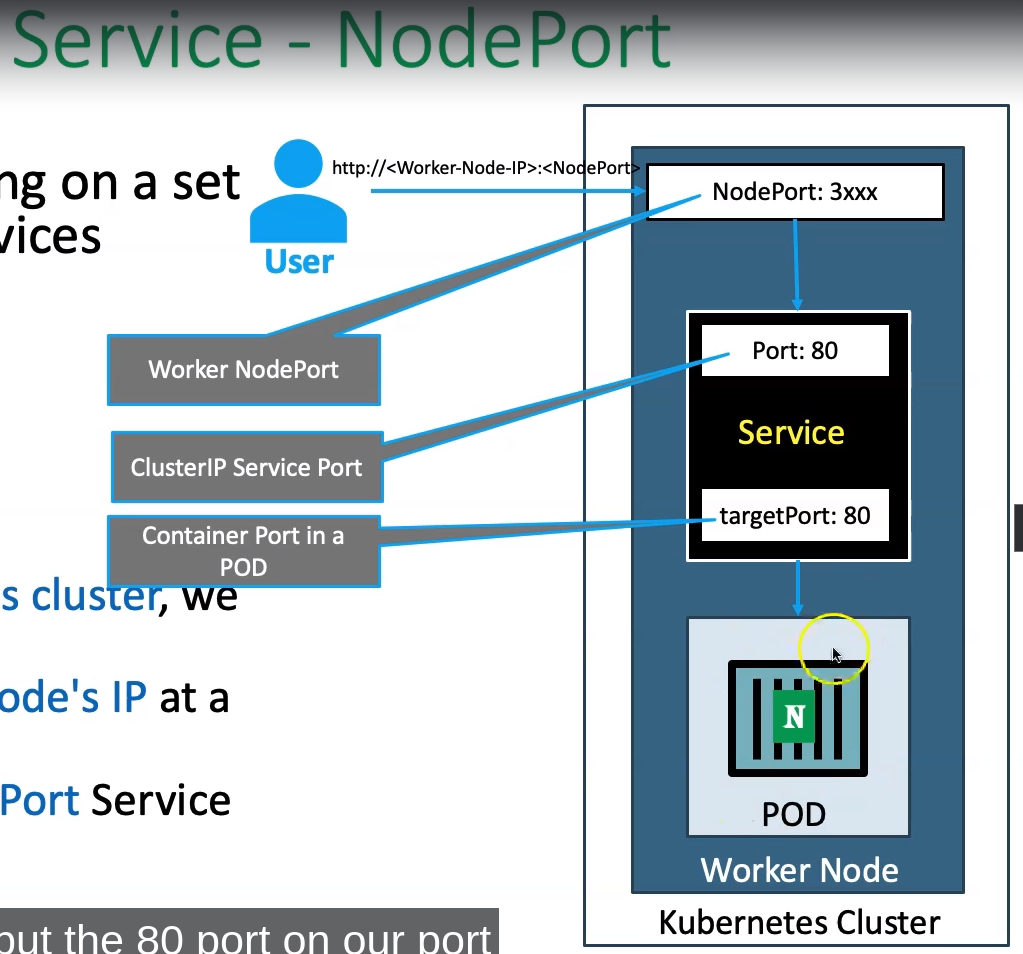 Service - NodePort
ng on a set
vices
http://<Worker-Node-IP>:<NodePort>
User
NodePort: 3xxx
Worker NodePort
Port: 80
ClusterIP Service Port
Service
Container Port in a
POD
targetPort: 80
s cluster, we
ode's IP at a
Port Service
N
POD
Worker Node
Kubernetes Cluster
put the 80 port on our port